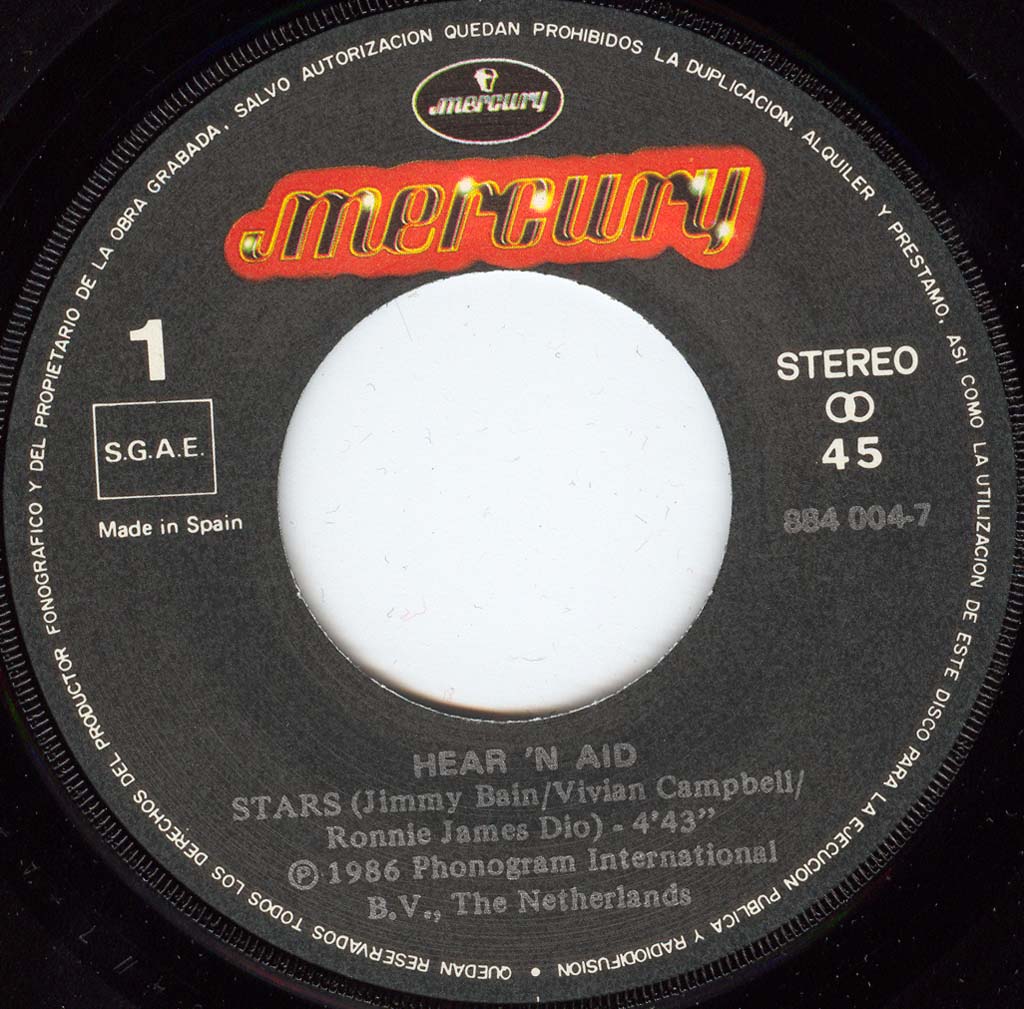 QUEDAN RESERVADOS TODOS LOS DERECHOS DEL PRODUCTOR FONOGRAFICO Y DEL PROPIETARIO DE LA OBRA GRABADA. SALVO AUTORIZACION QUEDAN PROHIBIDOS LA DUPLICACION. ALQUILER Y PRESTAMO, ASI COMO LA UTILIZACION DE ESTE DISCO PARA LA EJECUCION PUBLICA Y RADIODIFUSION •
mercury
mercury
1
S.G.A.E.
Made in Spain
STEREO
45
884 004-7
HEAR 'N AID
STARS (Jimmy Bain/Vivian Campbell/
Ronnie James Dio) - 4'43"
Ⓟ 1986 Phonogram International
B.V., The Netherlands